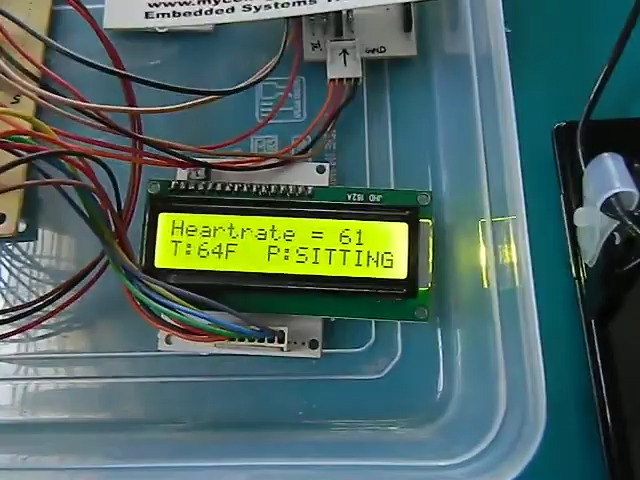 Embedded Systems
GND
JHD 162A
Heartrate = 61
T:64F P:SITTING